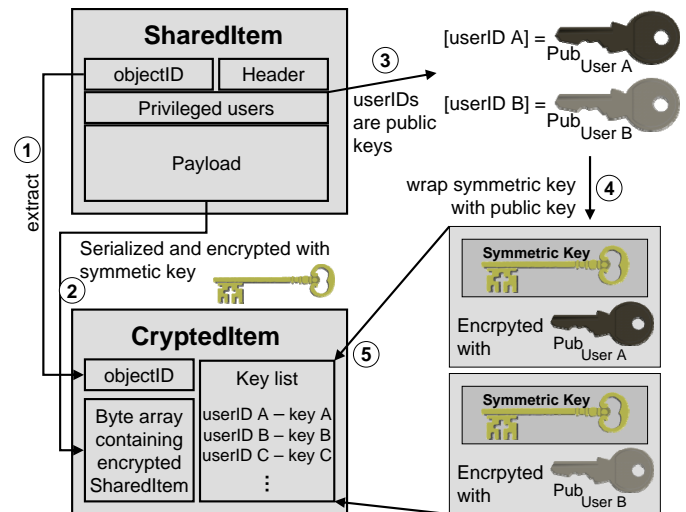 SharedItem
objectID
Header
Privileged users
Payload
1
extract
3
userIDs
are public
keys
[userID A] =
Pub User A
[userID B] =
Pub User B
4
wrap symmetric key
with public key
2
Serialized and encrypted with
symmetic key
CryptedItem
objectID
Byte array
containing
encrypted
SharedItem
Key list
userID A – key A
userID B – key B
userID C – key C
⋮
5
Symmetric Key
Encrpyted
with
Pub User A
Symmetric Key
Encrpyted
with
Pub User B